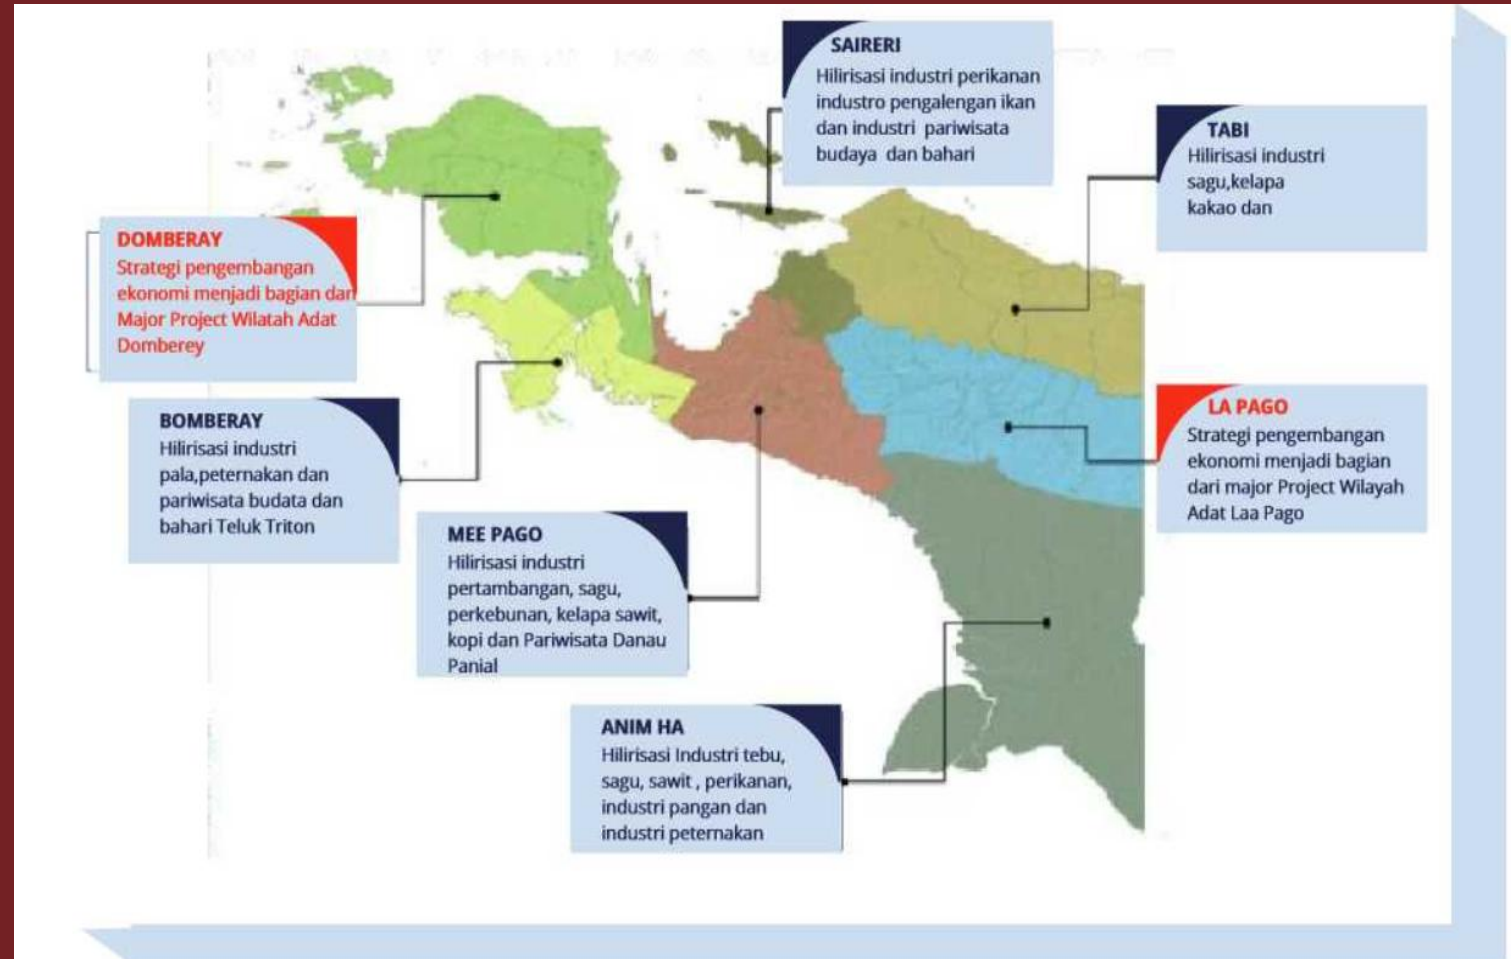 SAIRERI
Hilirisasi industri perikanan
industro pengalengan ikan
dan industri pariwisata
budaya dan bahari
TABI
Hilirisasi industri
sagu,kelapa
kakao dan
DOMBERAY
Strategi pengembangan
ekonomi menjadi bagian dari
Major Project Wilatah Adat
Domberey
LA PAGO
Strategi pengembangan
ekonomi menjadi bagian
dari major Project Wilayah
Adat Laa Pago
BOMBERAY
Hilirisasi industri
pala,peternakan dan
pariwisata budata dan
bahari Teluk Triton
MEE PAGO
Hilirisasi industri
pertambangan, sagu,
perkebunan, kelapa sawit,
kopi dan Pariwisata Danau
Panial
ANIM HA
Hilirisasi Industri tebu,
sagu, sawit , perikanan,
industri pangan dan
industri peternakan